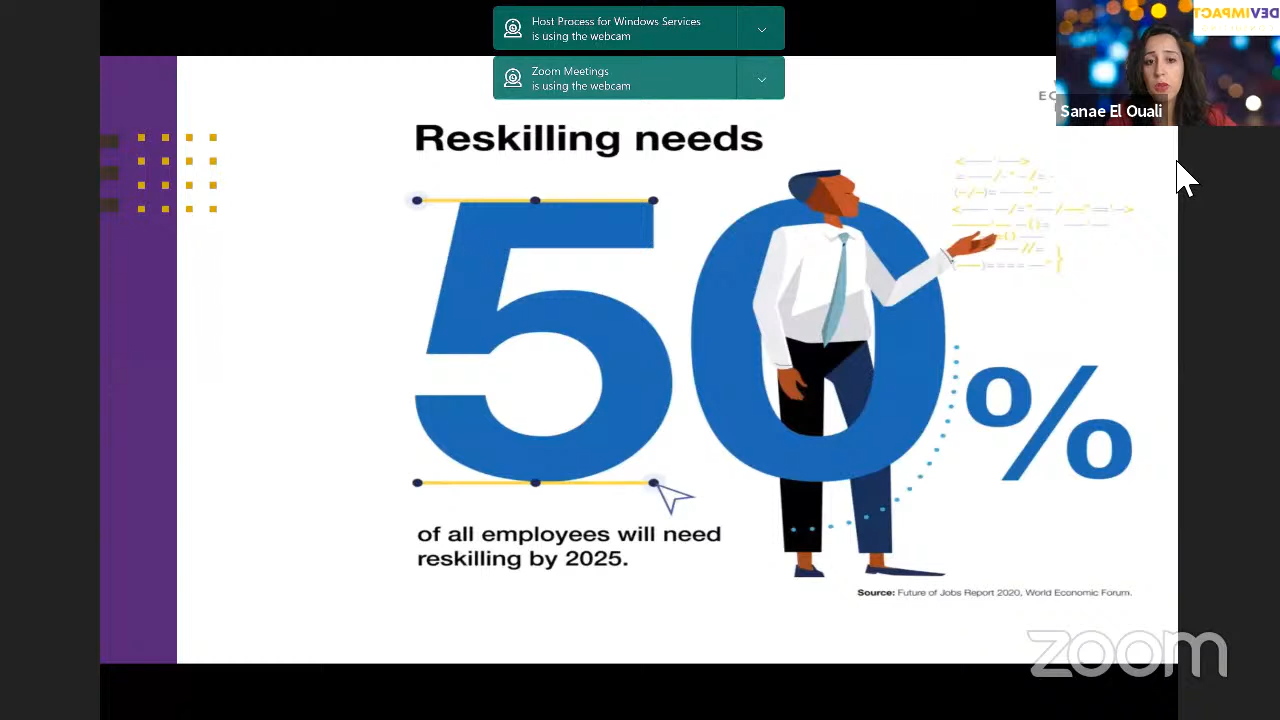 Host Process for Windows Services
is using the webcam
Zoom Meetings
is using the webcam
DEVIMPACT
Sanae El Ouali
Reskilling needs
50%
of all employees will need
reskilling by 2025.
Source: Future of Jobs Report 2020, World Economic Forum.
zoom